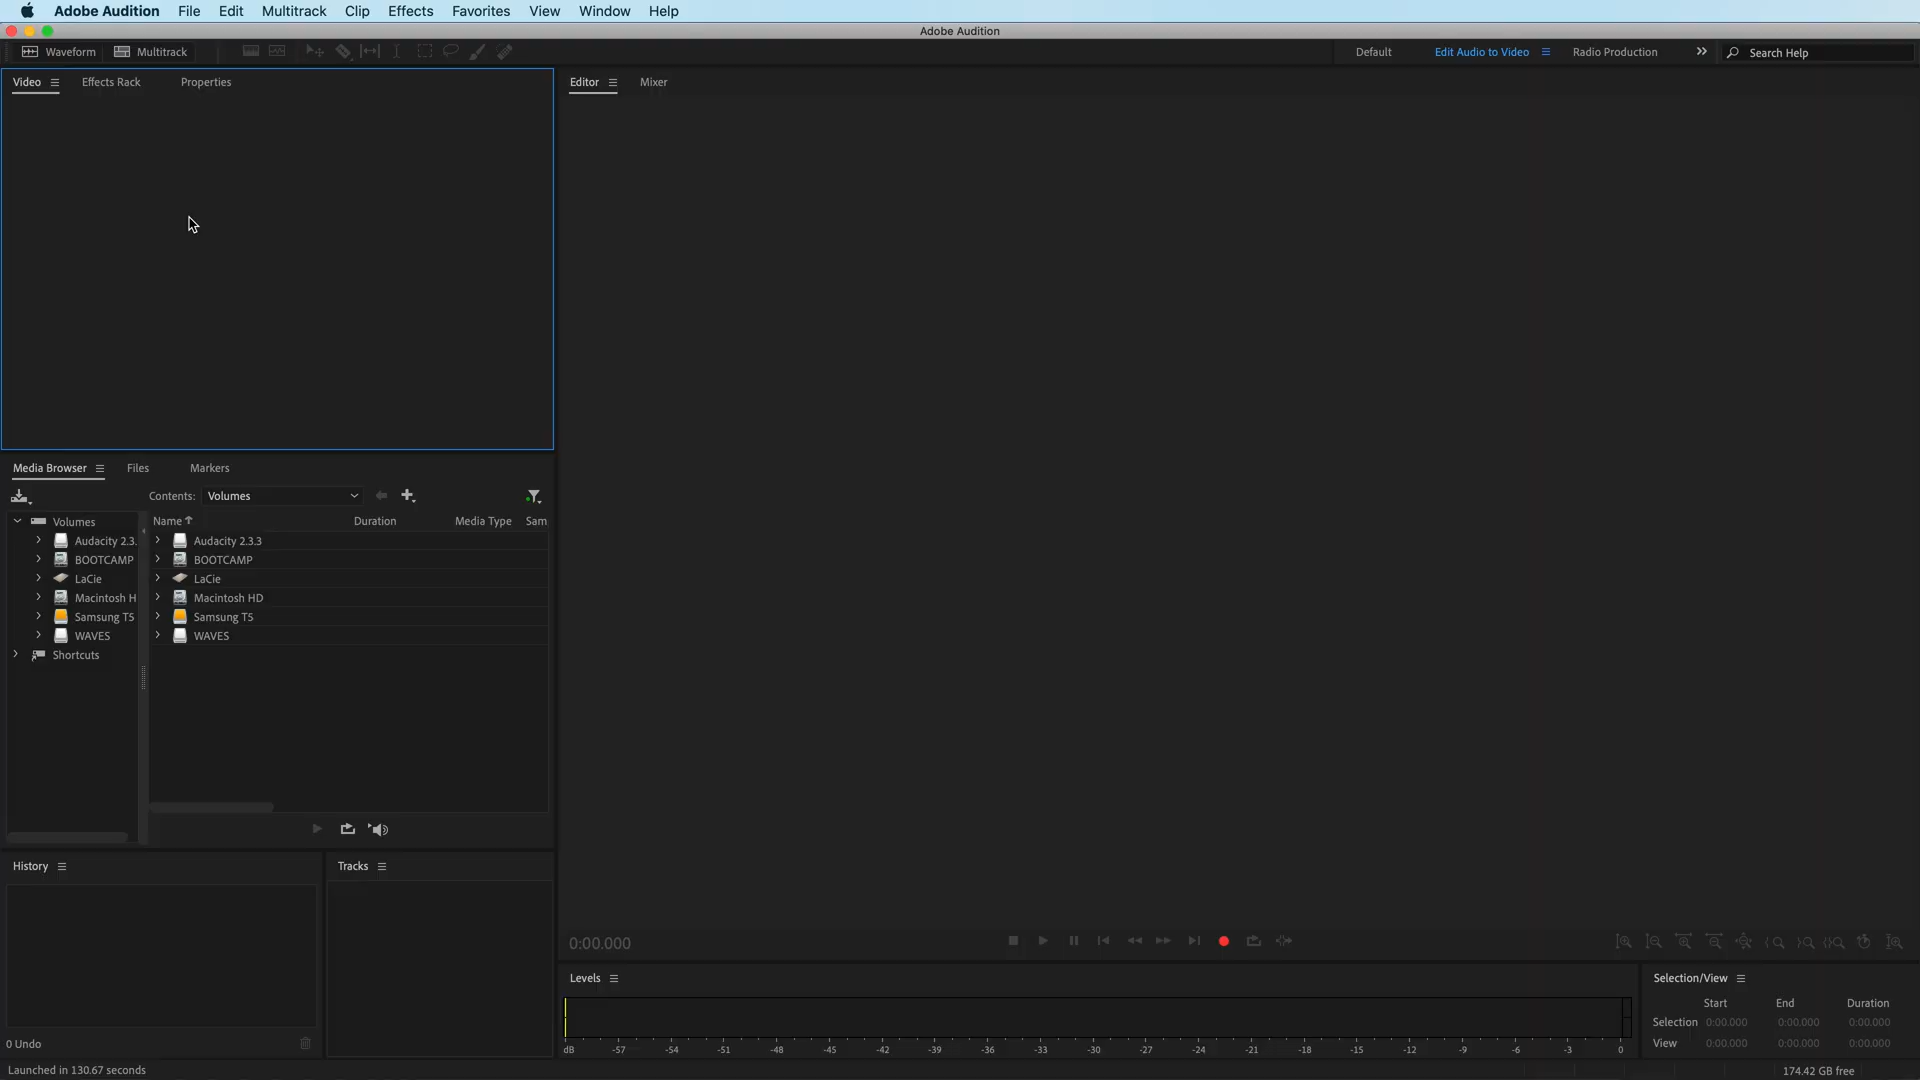 Adobe Audition File Edit Multitrack Clip Effects Favorites View Window Help
Adobe Audition
Waveform Multitrack Default Edit Audio to Video Radio Production Search Help
Video Effects Rack Properties
Editor Mixer
Media Browser Files Markers
Contents: Volumes
Volumes
Audacity 2.3.
BOOTCAMP
LaCie
Macintosh H
Samsung T5
WAVES
Shortcuts
Name Duration Media Type Sam
Audacity 2.3.3
BOOTCAMP
LaCie
Macintosh HD
Samsung T5
WAVES
History
0 Undo
Tracks
0:00.000
Levels
dB -57 -54 -51 -48 -45 -42 -39 -36 -33 -30 -27 -24 -21 -18 -15 -12 -9 -6 -3 0
Selection/View
Start End Duration
Selection 0:00.000 0:00.000 0:00.000
View 0:00.000 0:00.000 0:00.000
Launched in 130.67 seconds
174.42 GB free